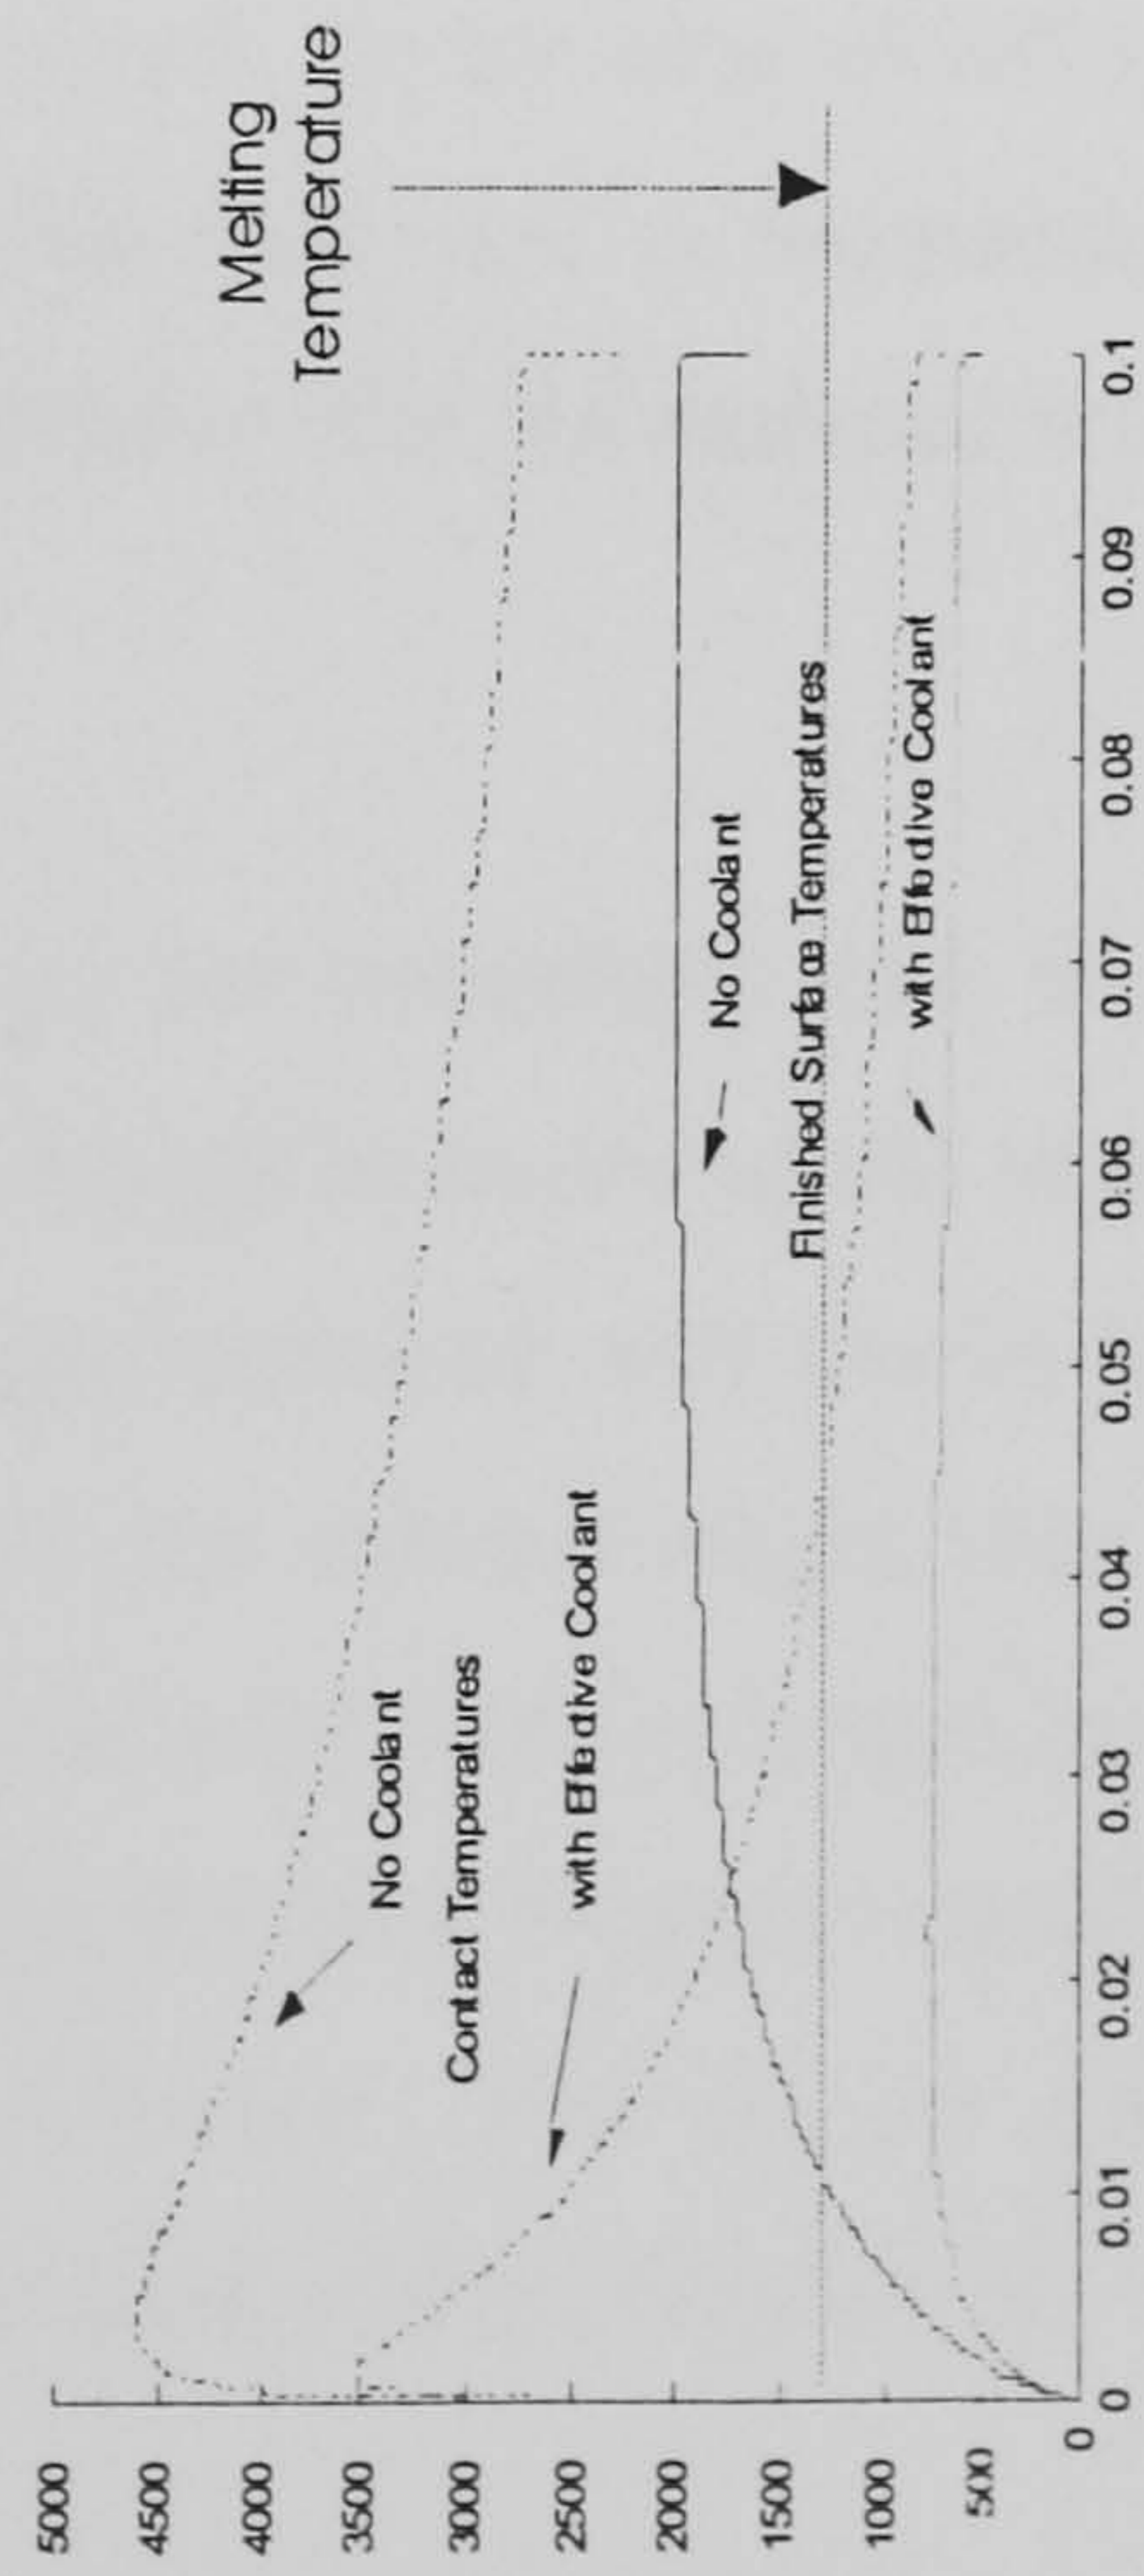 Melting
Temperature
5000
4500
4000
3500
3000
2500
2000
1500
1000
500
0
No Coolant
Contact Temperatures
with Effective Coolant
No Coolant
Finished Surface Temperatures
with Effective Coolant
0
0.01
0.02
0.03
0.04
0.05
0.06
0.07
0.08
0.09
0.1